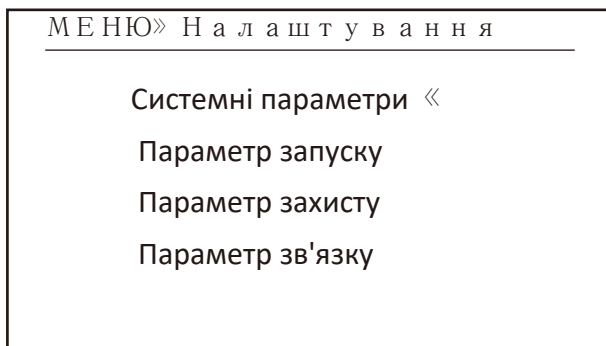 МЕНЮ» Налаштування
Системні параметри «
Параметр запуску
Параметр захисту
Параметр зв'язку